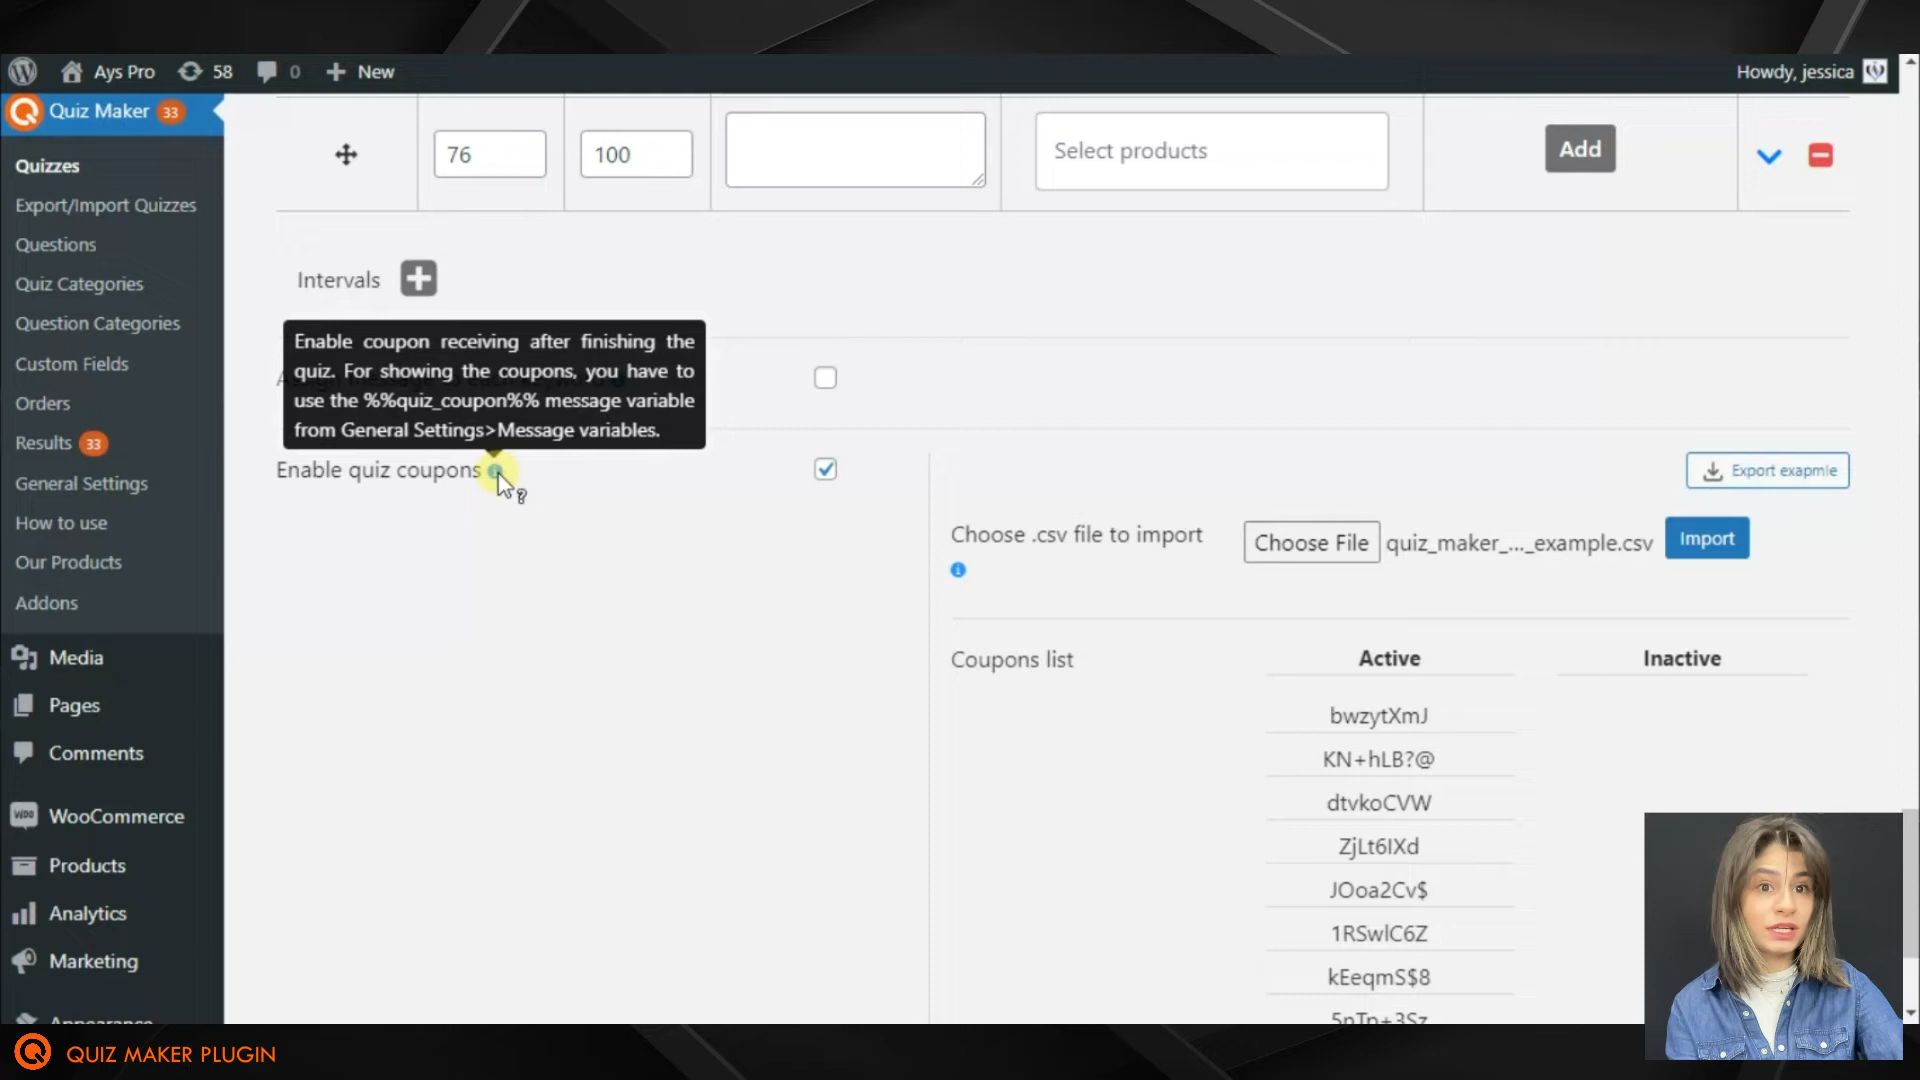 Ays Pro
58
0
New
Howdy, jessica
Quiz Maker 33
Quizzes
Export/Import Quizzes
Questions
Quiz Categories
Question Categories
Custom Fields
Orders
Results 33
General Settings
How to use
Our Products
Addons
Media
Pages
Comments
WooCommerce
Products
Analytics
Marketing
Appearance
76
100
Select products
Add
Intervals
Enable coupon receiving after finishing the
quiz. For showing the coupons, you have to
use the %%quiz_coupon%% message variable
from General Settings>Message variables.
Enable quiz coupons
Export exapmle
Choose .csv file to import
Choose File quiz_maker_..._example.csv
Import
Coupons list
Active
Inactive
bwzytXmJ
KN+hLB?@
dtvkoCVW
ZjLt6IXd
JOoa2Cv$
1RSwlC6Z
kEeqmS$8
QUIZ MAKER PLUGIN